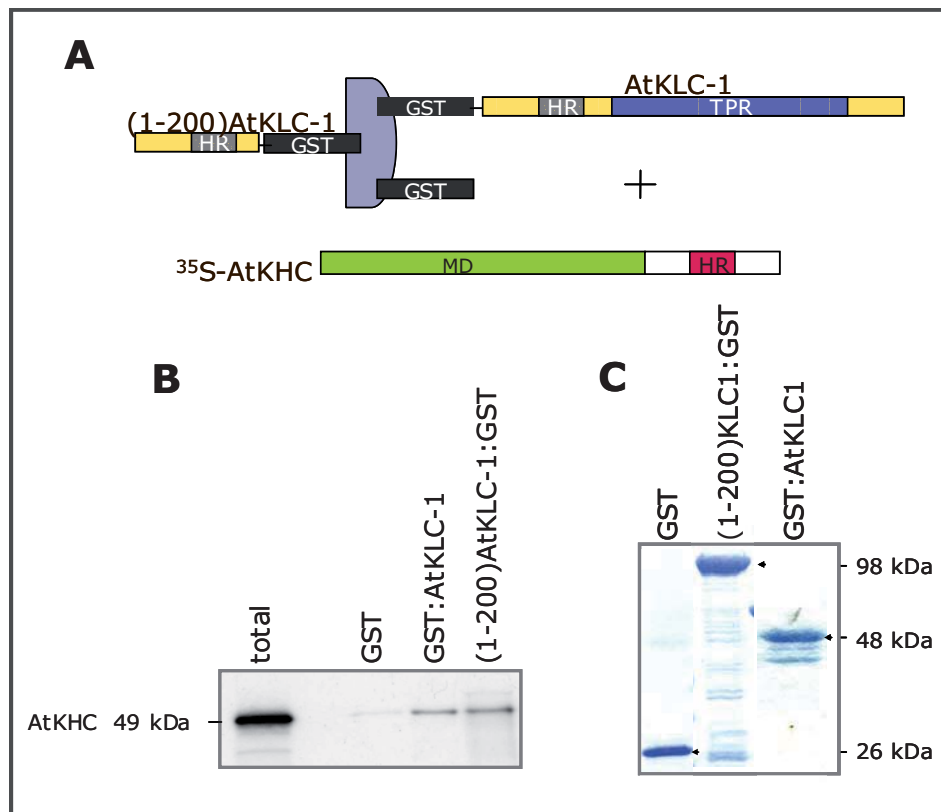 A
AtKLC-1
GST HR TPR
(1-200)AtKLC-1
HR GST
GST
+
35S-AtKHC MD HR
B
total
GST
GST:AtKLC-1
(1-200)AtKLC-1:GST
AtKHC 49 kDa
C
GST
(1-200)KLC1:GST
GST:AtKLC1
98 kDa
48 kDa
26 kDa